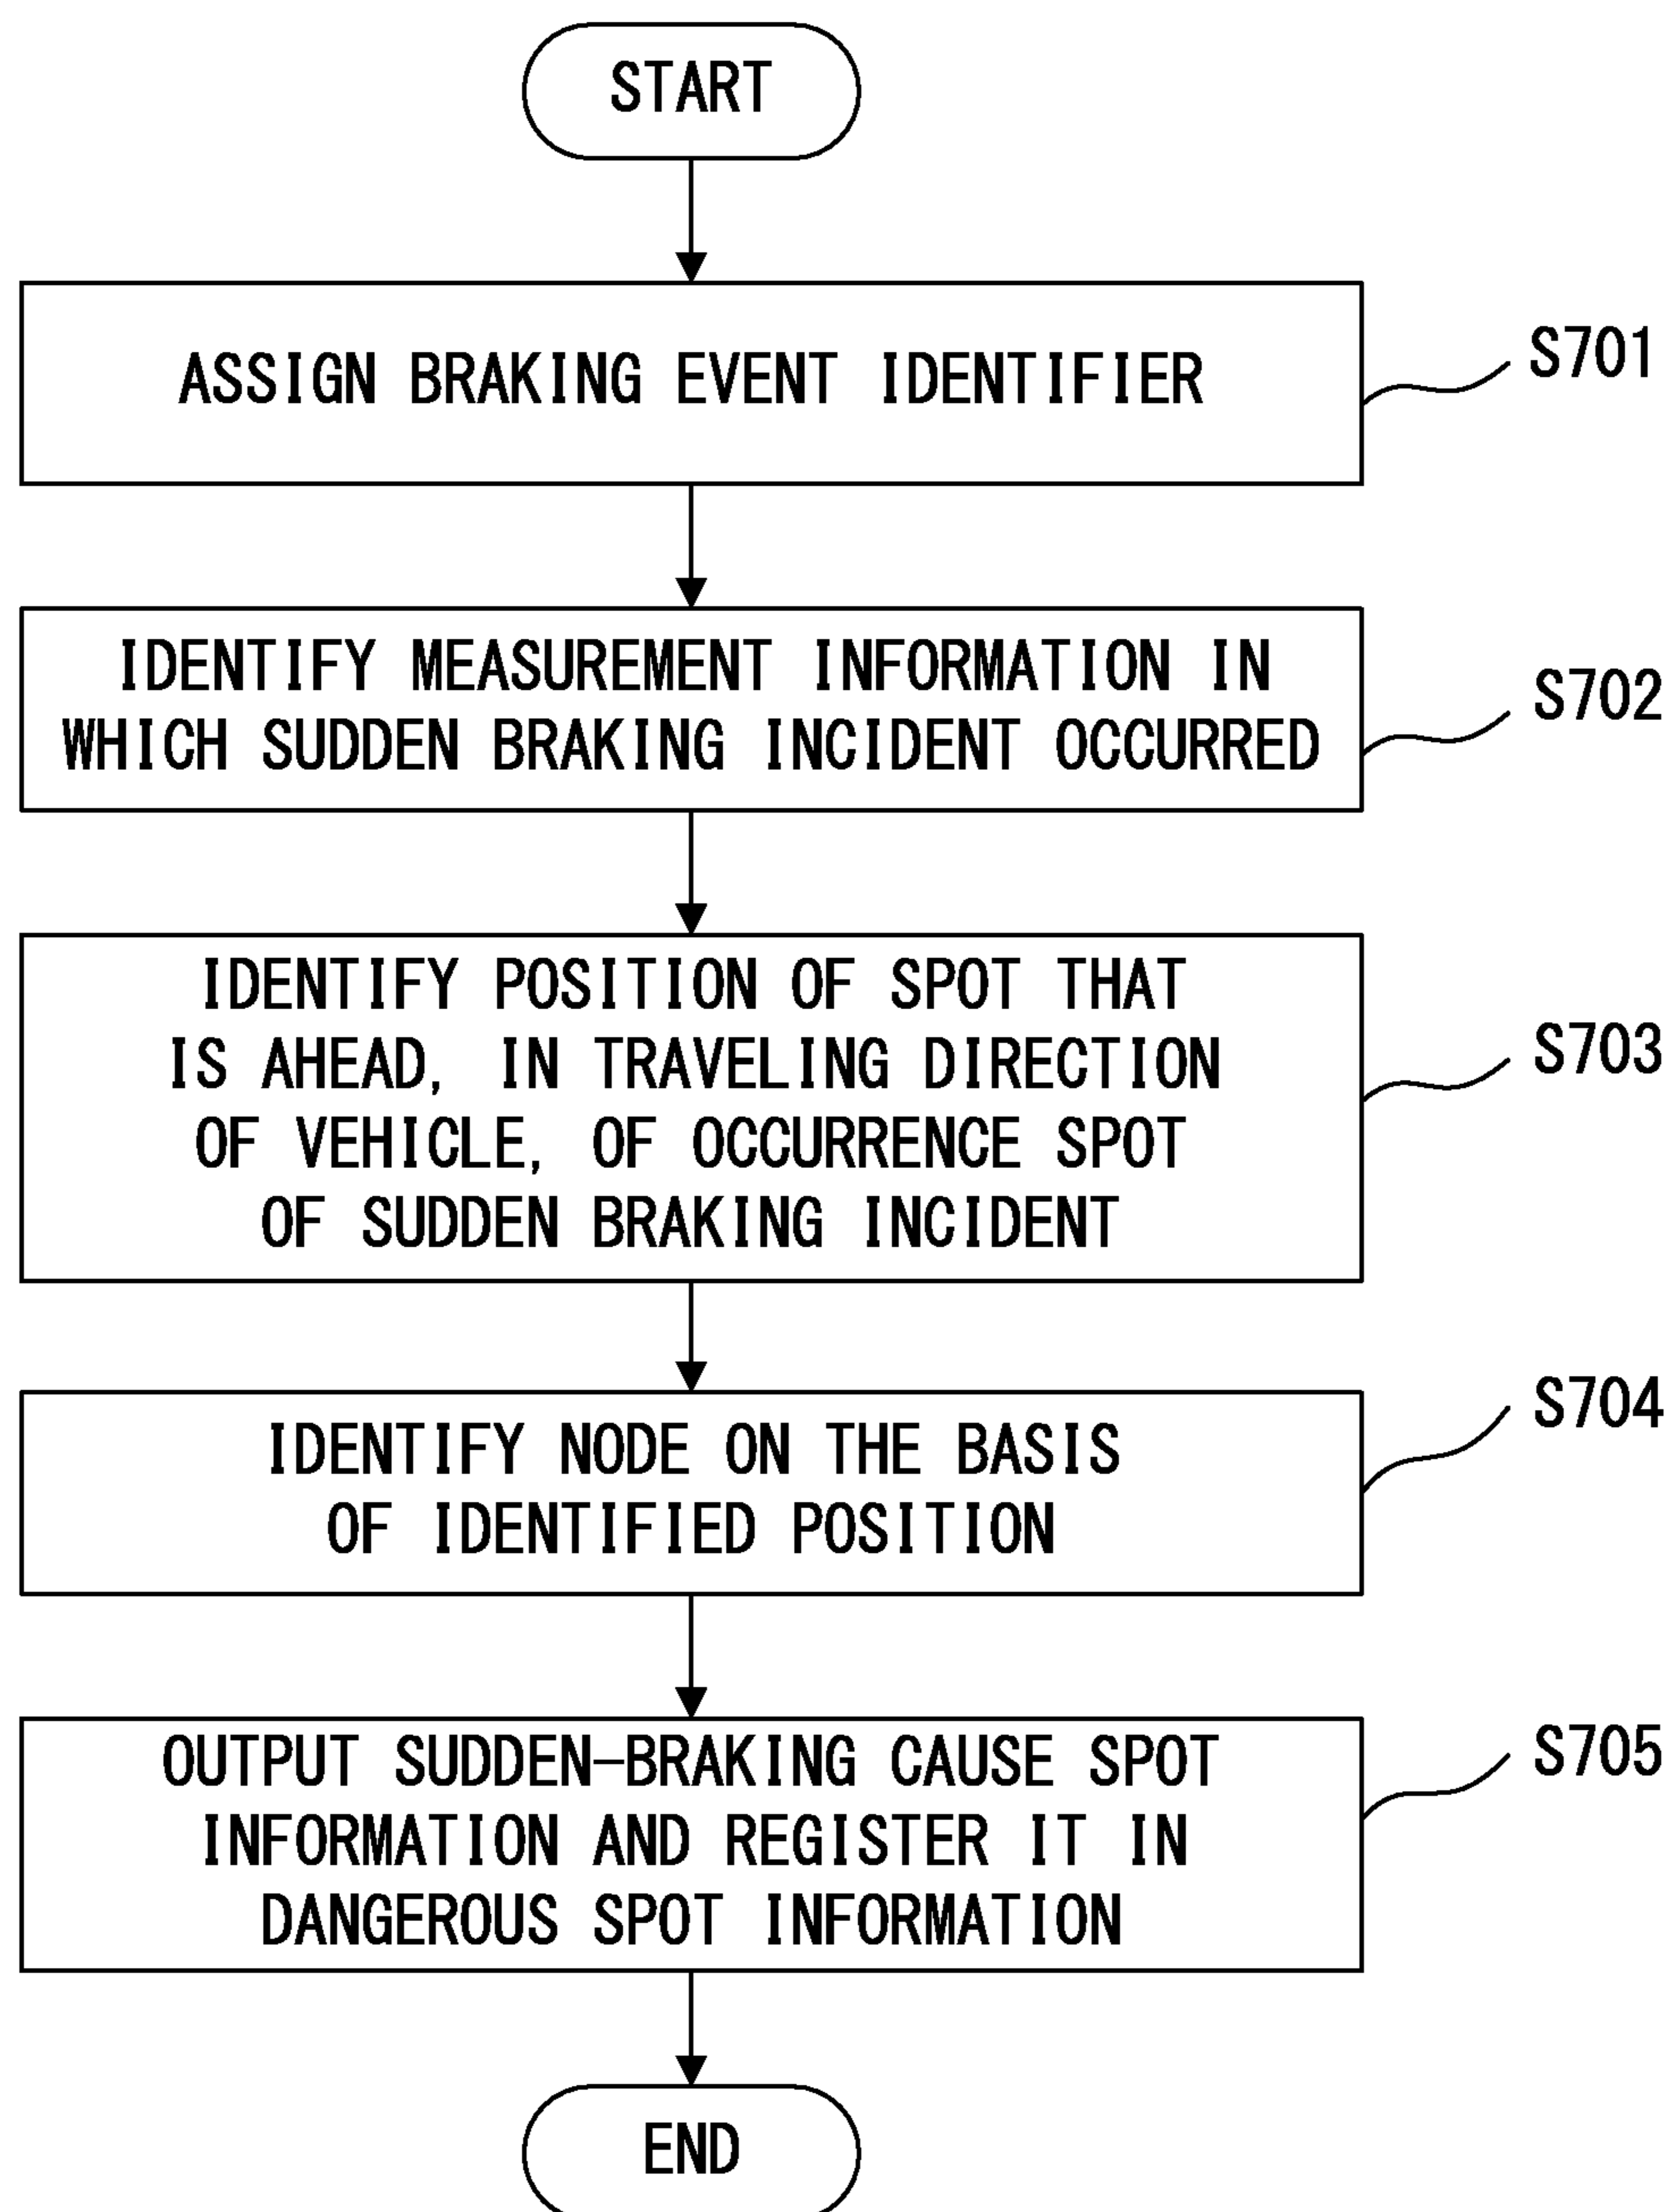 START
ASSIGN BRAKING EVENT IDENTIFIER
S701
IDENTIFY MEASUREMENT INFORMATION IN
WHICH SUDDEN BRAKING INCIDENT OCCURRED
S702
IDENTIFY POSITION OF SPOT THAT
IS AHEAD, IN TRAVELING DIRECTION
OF VEHICLE, OF OCCURRENCE SPOT
OF SUDDEN BRAKING INCIDENT
S703
IDENTIFY NODE ON THE BASIS
OF IDENTIFIED POSITION
S704
OUTPUT SUDDEN-BRAKING CAUSE SPOT
INFORMATION AND REGISTER IT IN
DANGEROUS SPOT INFORMATION
S705
END